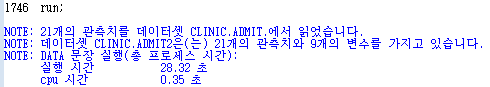 1746  run;
NOTE: 21개의 관측치를 데이터셋 CLINIC.ADMIT.에서 읽었습니다.
NOTE: 데이터셋 CLINIC.ADMIT2은(는) 21개의 관측치와 9개의 변수를 가지고 있습니다.
NOTE: DATA 문장 실행(총 프로세스 시간):
실행 시간 28.32 초
cpu 시간 0.35 초